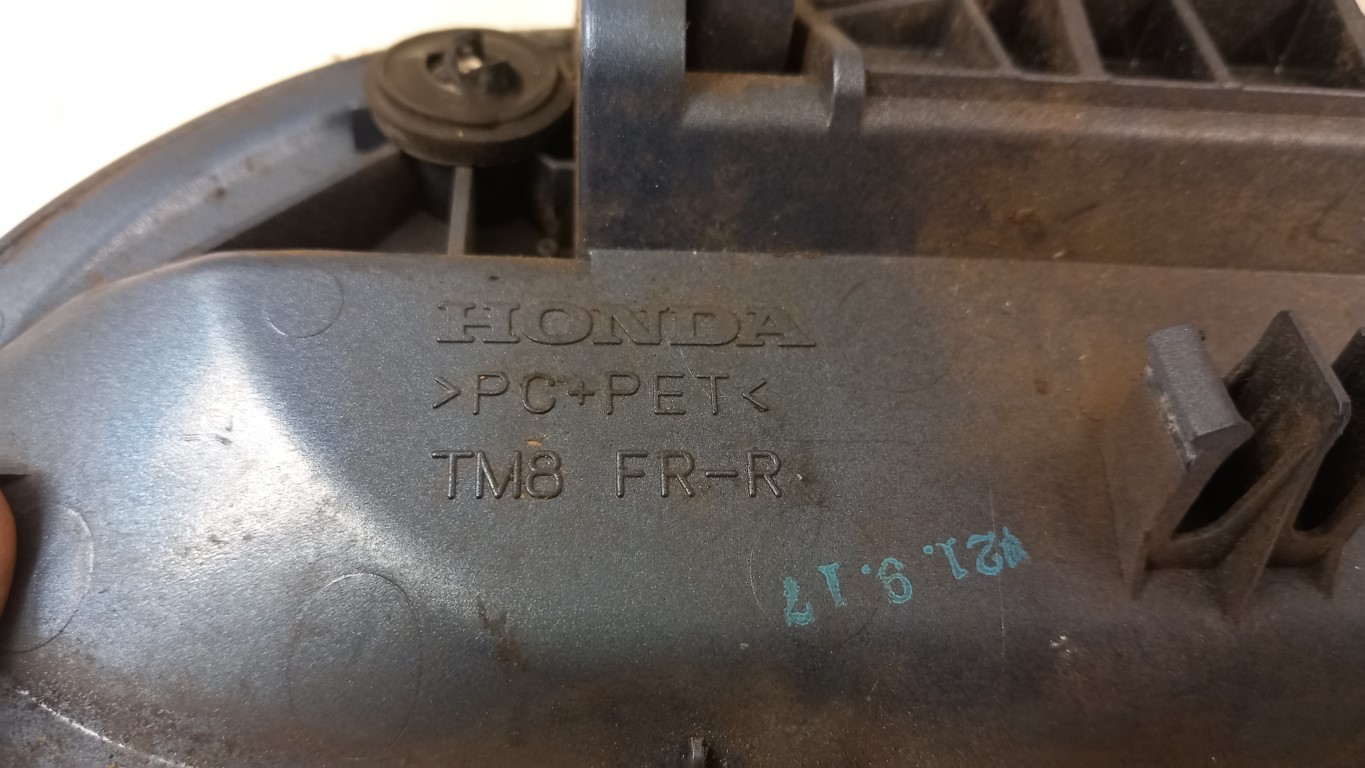 HONDA
>PC+PET<
TM8 FR-R
'21.9.17